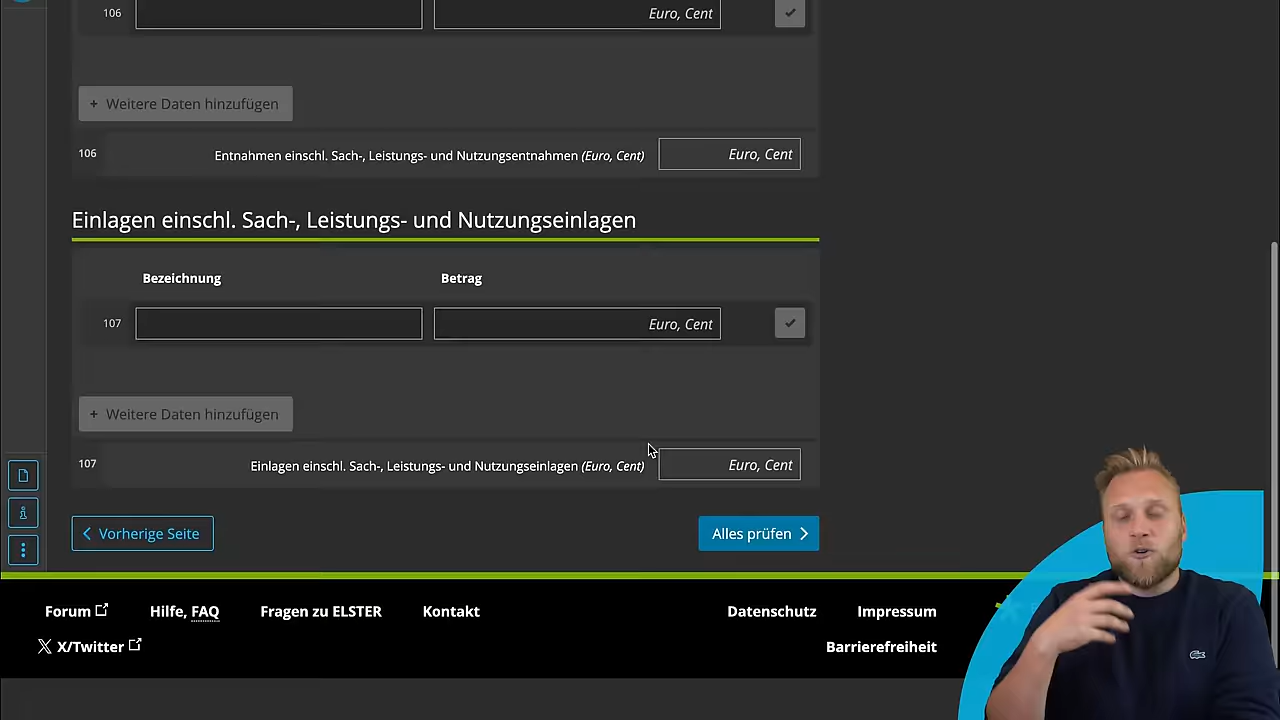 106 Euro, Cent
+ Weitere Daten hinzufügen
106 Entnahmen einschl. Sach-, Leistungs- und Nutzungsentnahmen (Euro, Cent) Euro, Cent
Einlagen einschl. Sach-, Leistungs- und Nutzungseinlagen
Bezeichnung Betrag
107 Euro, Cent
+ Weitere Daten hinzufügen
107 Einlagen einschl. Sach-, Leistungs- und Nutzungseinlagen (Euro, Cent) Euro, Cent
Vorherige Seite Alles prüfen
Forum Hilfe, FAQ Fragen zu ELSTER Kontakt Datenschutz Impressum
X/Twitter Barrierefreiheit